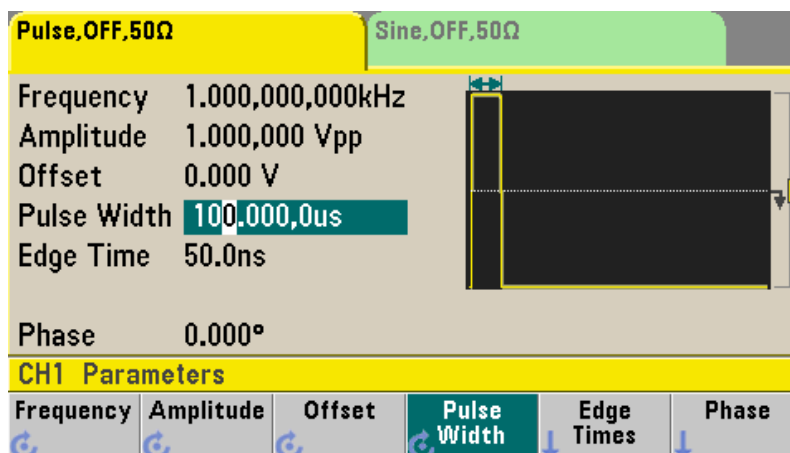 Pulse,OFF,50Ω
Sine,OFF,50Ω
Frequency 1.000,000,000kHz
Amplitude 1.000,000 Vpp
Offset 0.000 V
Pulse Width 100.000,0us
Edge Time 50.0ns
Phase 0.000°
CH1 Parameters
Frequency
Amplitude
Offset
Pulse
Width
Edge
Times
Phase